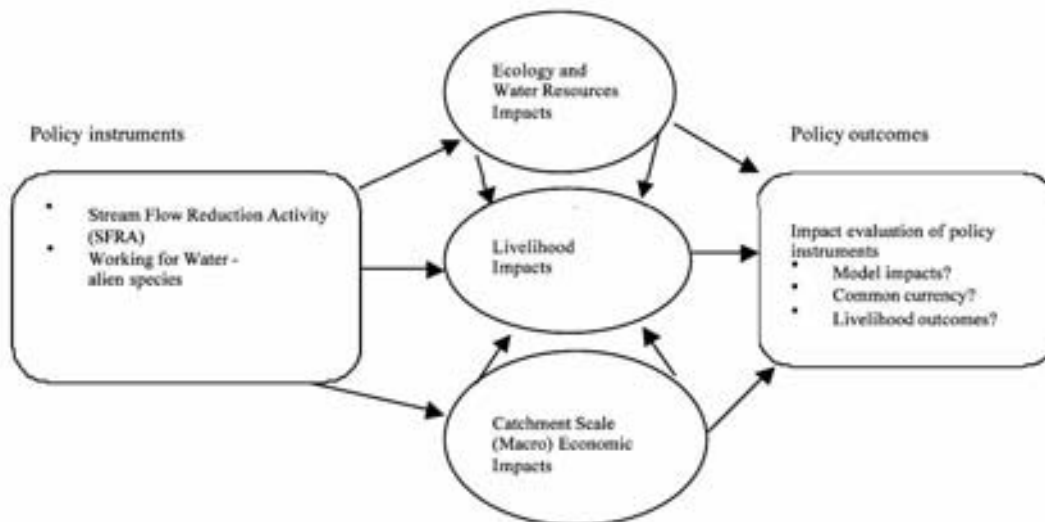 Ecology and
Water Resources
Impacts
Policy instruments
Policy outcomes
• Stream Flow Reduction Activity
(SFRA)
• Working for Water -
alien species
Livelihood
Impacts
Impact evaluation of policy
instruments
• Model impacts?
• Common currency?
• Livelihood outcomes?
Catchment Scale
(Macro) Economic
Impacts